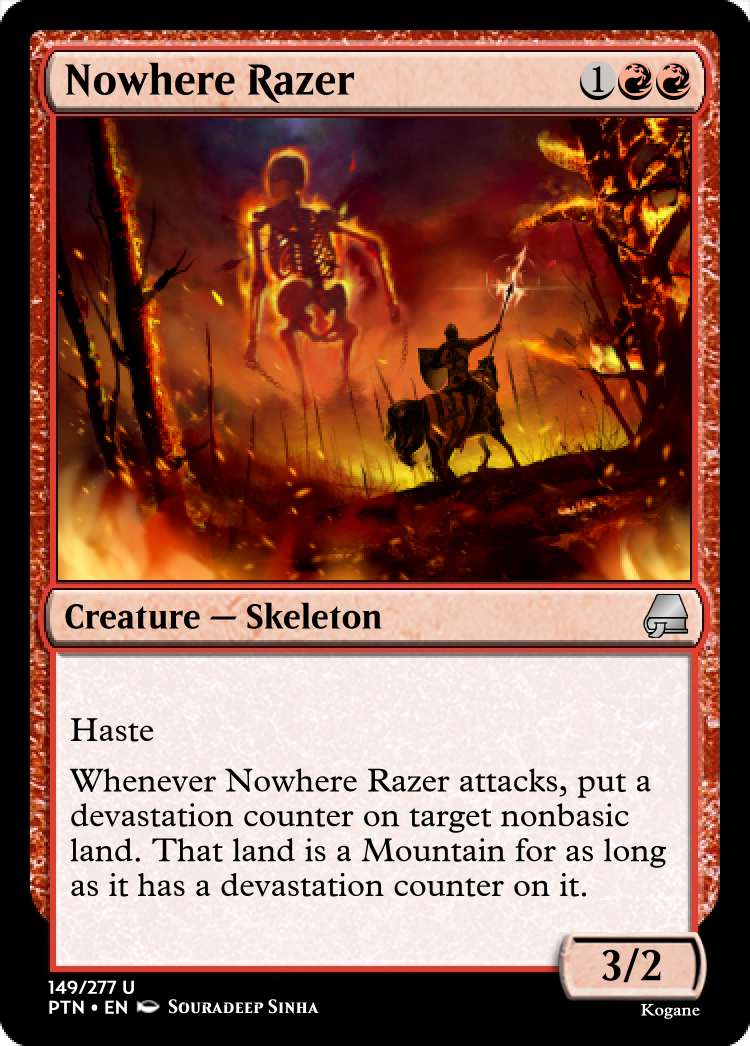 Nowhere Razer 1
Creature — Skeleton
Haste
Whenever Nowhere Razer attacks, put a
devastation counter on target nonbasic
land. That land is a Mountain for as long
as it has a devastation counter on it.
3/2
149/277 U
PTN • EN Souradeep Sinha
Kogane